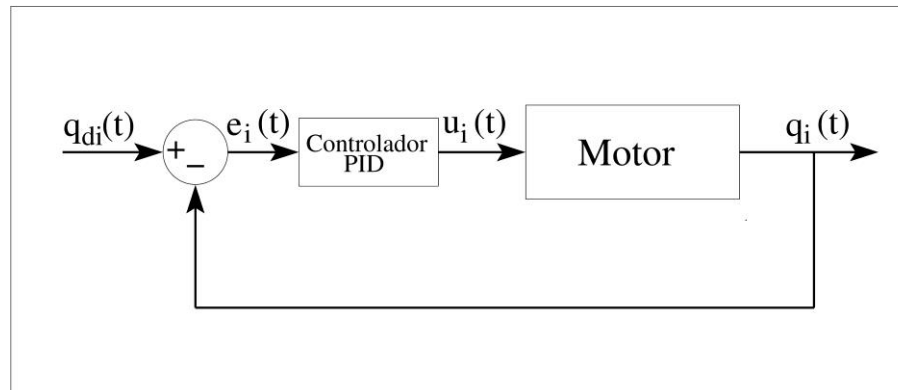 q_di(t)
+
−
e_i(t)
Controlador
PID
u_i(t)
Motor
q_i(t)